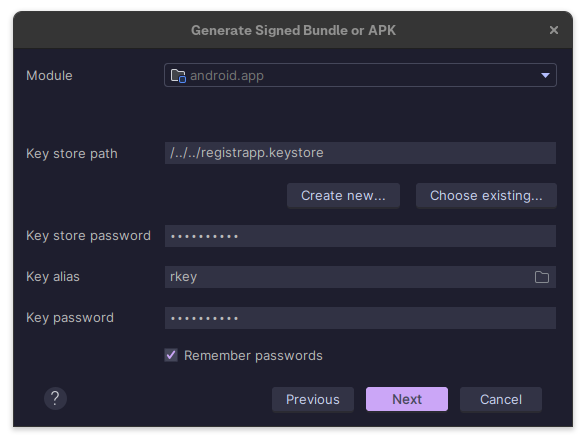 Generate Signed Bundle or APK ×
Module android.app
Key store path /../../registrapp.keystore
Create new... Choose existing...
Key store password ••••••••••
Key alias rkey
Key password ••••••••••
Remember passwords
? Previous Next Cancel